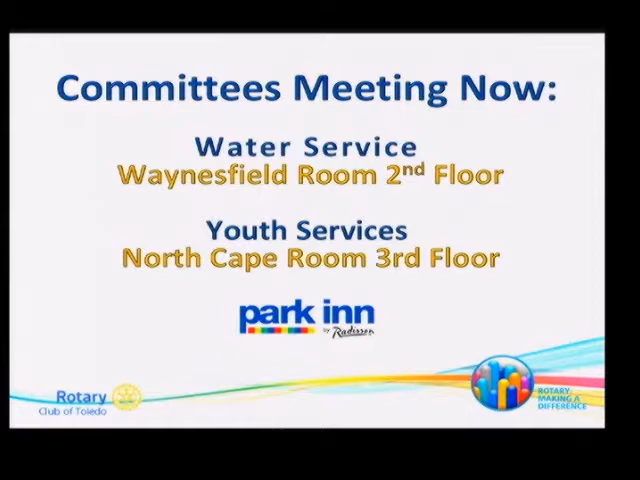 Committees Meeting Now:
Water Service
Waynesfield Room 2nd Floor
Youth Services
North Cape Room 3rd Floor
park inn
by Radisson
Rotary
Club of Toledo
ROTARY:
MAKING A
DIFFERENCE